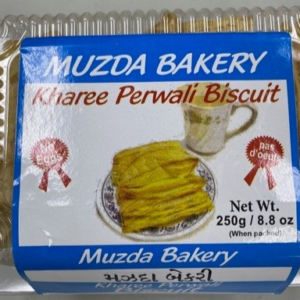 MUZDA BAKERY
Kharee Perwali Biscuit
No
Eggs
pas
d'oeufs
Net Wt.
250g / 8.8 oz
(When packed)
Muzda Bakery
મઝદા બેકરી